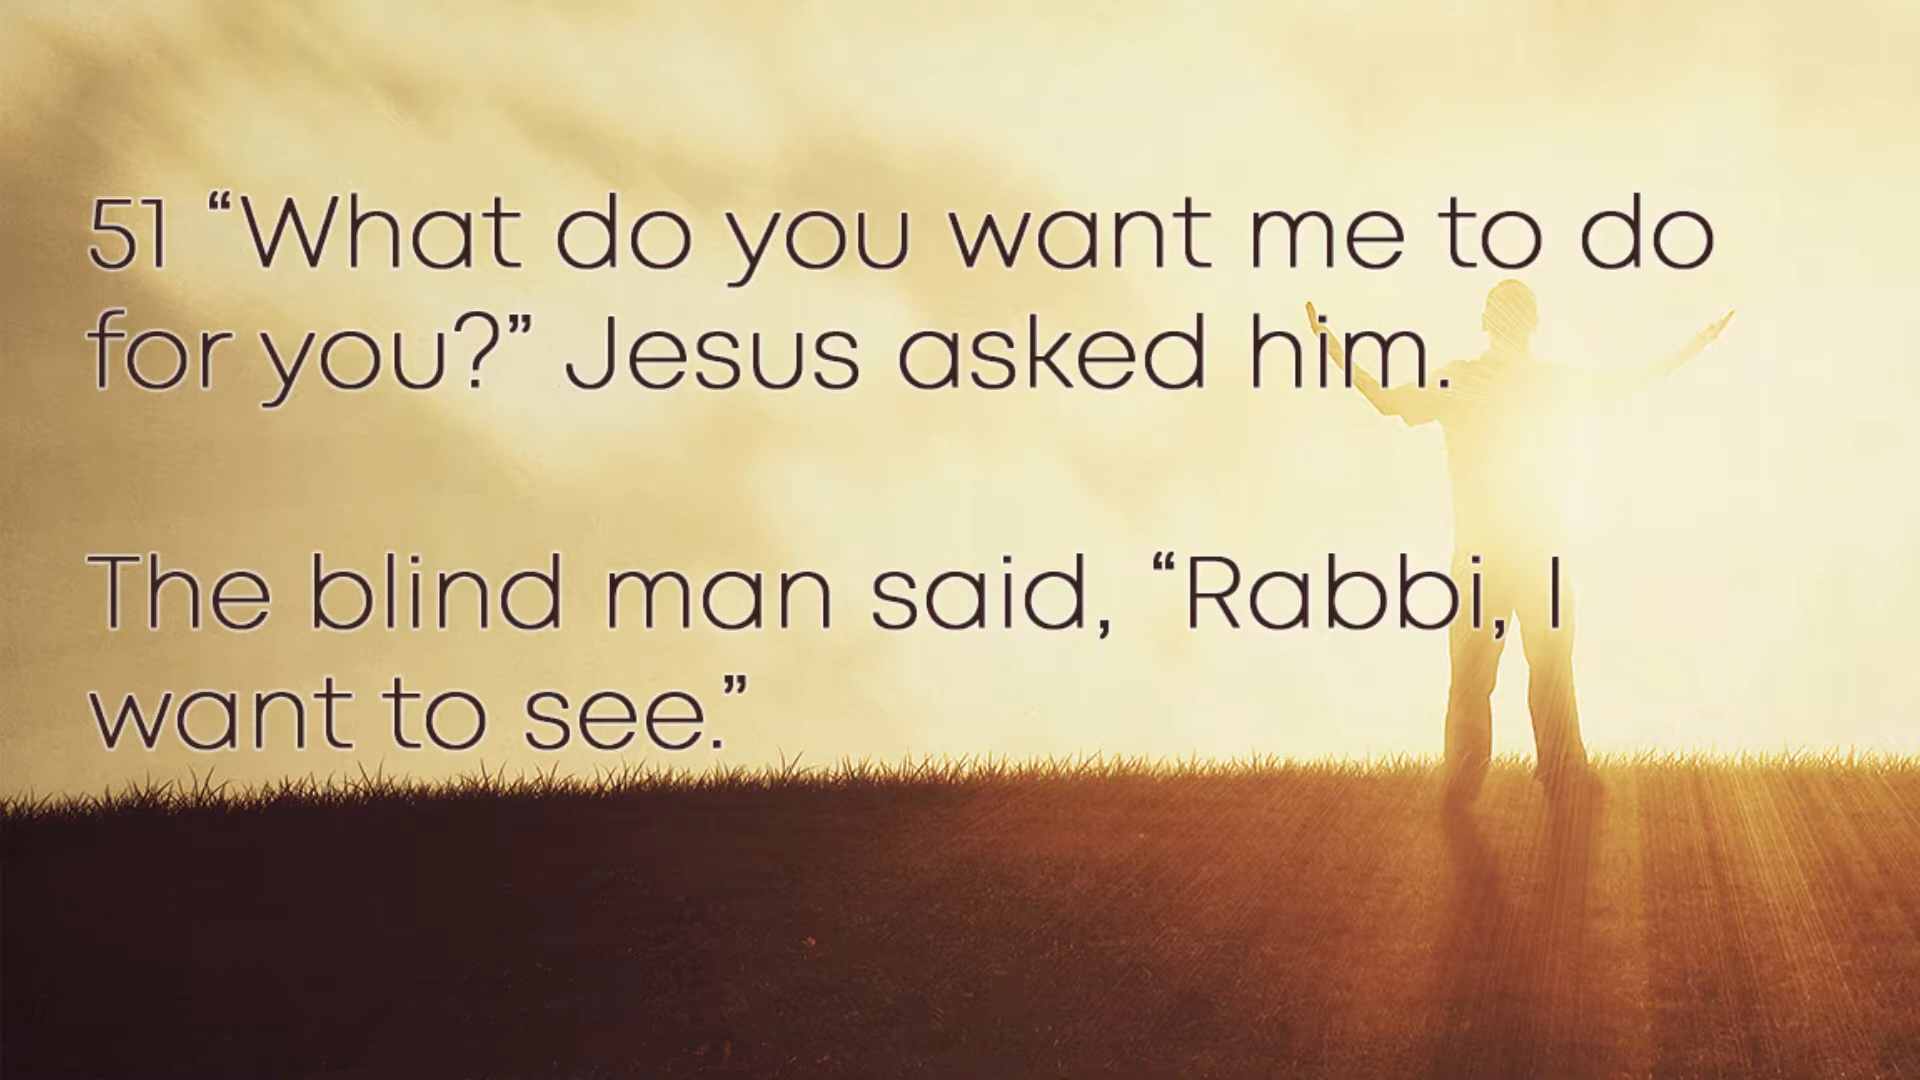 51 “What do you want me to do
for you?” Jesus asked him.
The blind man said, “Rabbi, I
want to see.”